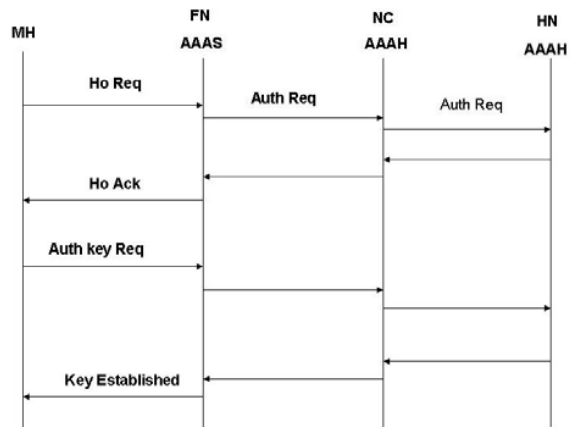 MH
FN
AAAS
NC
AAAH
HN
AAAH
Ho Req
Auth Req
Auth Req
Ho Ack
Auth key Req
Key Established